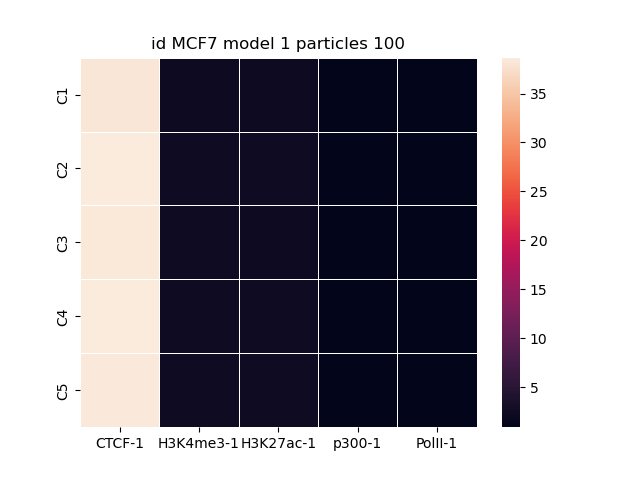 id MCF7 model 1 particles 100
C1
C2
C3
C4
C5
CTCF-1 H3K4me3-1 H3K27ac-1 p300-1 PolII-1
35
30
25
20
15
10
5